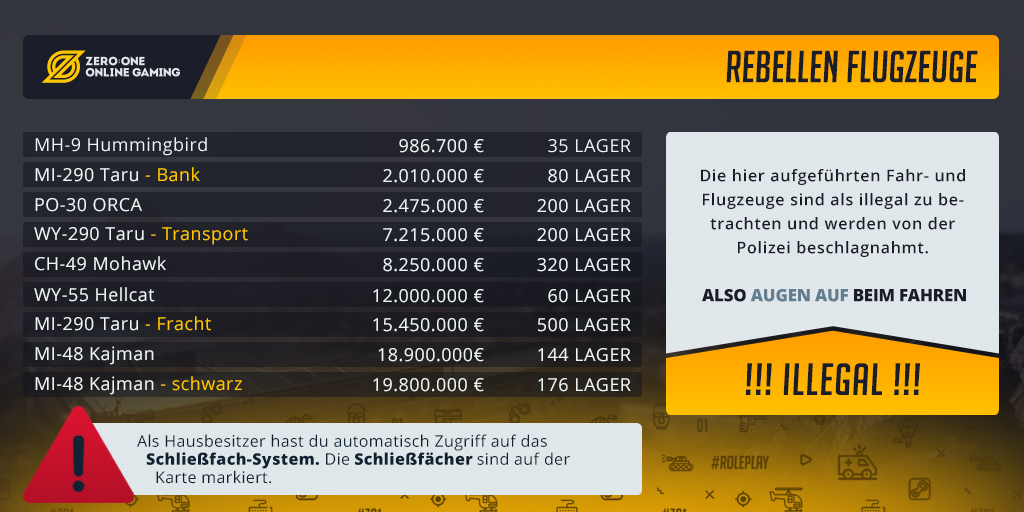 ZERO:ONE
ONLINE GAMING
REBELLEN FLUGZEUGE
MH-9 Hummingbird 986.700 € 35 LAGER
MI-290 Taru - Bank 2.010.000 € 80 LAGER
PO-30 ORCA 2.475.000 € 200 LAGER
WY-290 Taru - Transport 7.215.000 € 200 LAGER
CH-49 Mohawk 8.250.000 € 320 LAGER
WY-55 Hellcat 12.000.000 € 60 LAGER
MI-290 Taru - Fracht 15.450.000 € 500 LAGER
MI-48 Kajman 18.900.000€ 144 LAGER
MI-48 Kajman - schwarz 19.800.000 € 176 LAGER
Die hier aufgeführten Fahr- und
Flugzeuge sind als illegal zu be-
trachten und werden von der
Polizei beschlagnahmt.
ALSO AUGEN AUF BEIM FAHREN
!!! ILLEGAL !!!
!
Als Hausbesitzer hast du automatisch Zugriff auf das
Schließfach-System. Die Schließfächer sind auf der
Karte markiert.
01
#ROLEPLAY